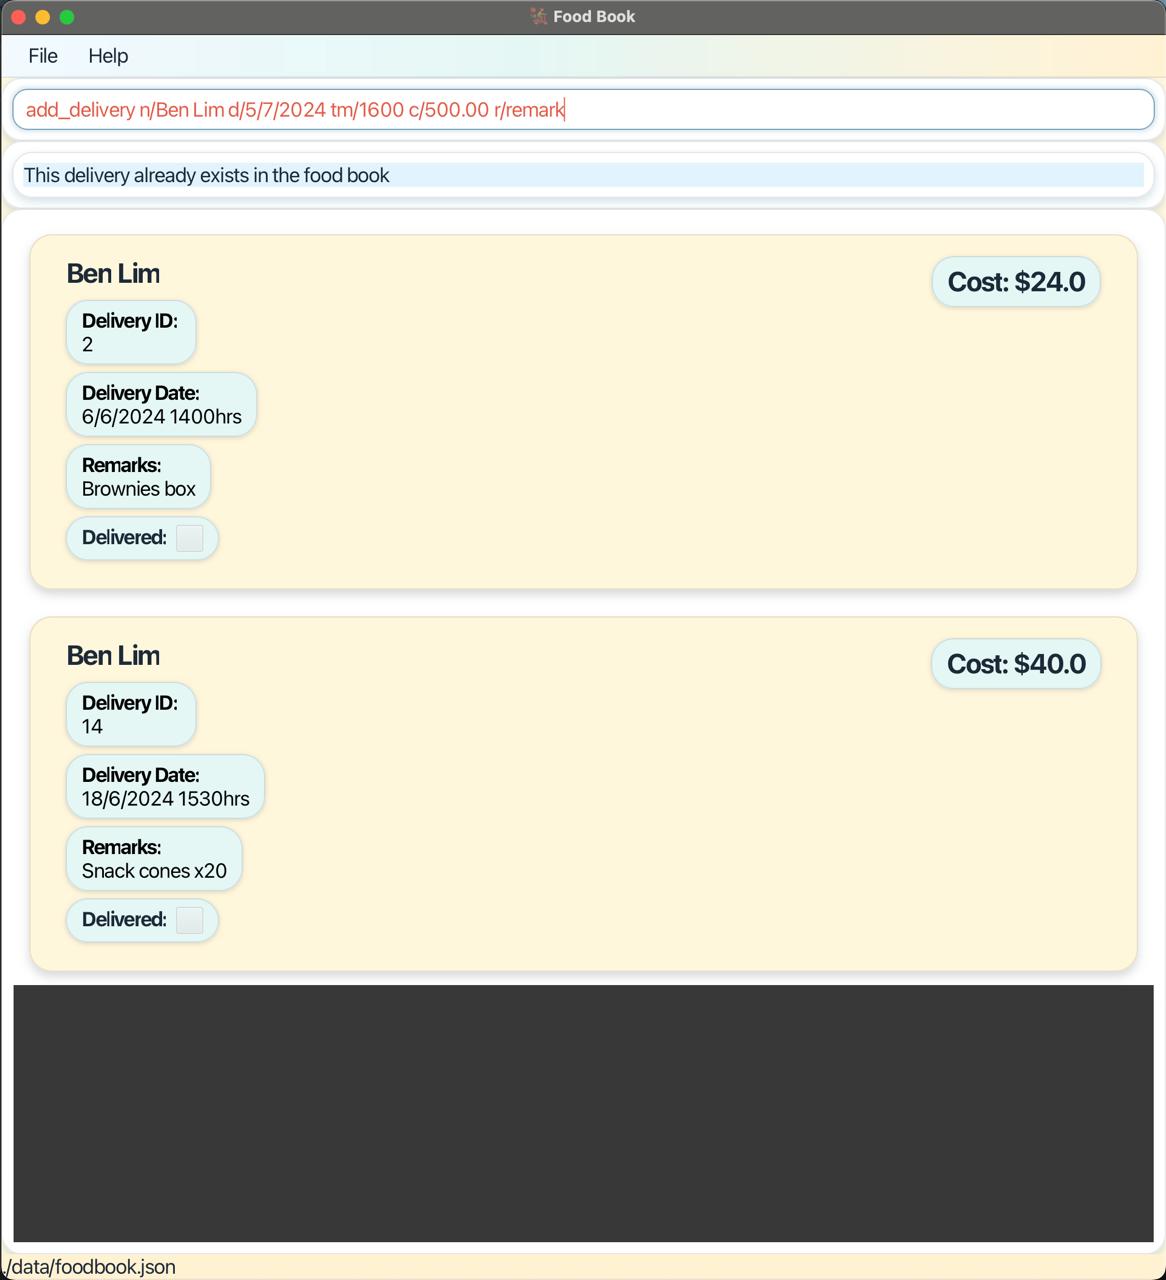 Food Book
File Help
add_delivery n/Ben Lim d/5/7/2024 tm/1600 c/500.00 r/remark
This delivery already exists in the food book
Ben Lim
Cost: $24.0
Delivery ID:
2
Delivery Date:
6/6/2024 1400hrs
Remarks:
Brownies box
Delivered:
Ben Lim
Cost: $40.0
Delivery ID:
14
Delivery Date:
18/6/2024 1530hrs
Remarks:
Snack cones x20
Delivered:
./data/foodbook.json